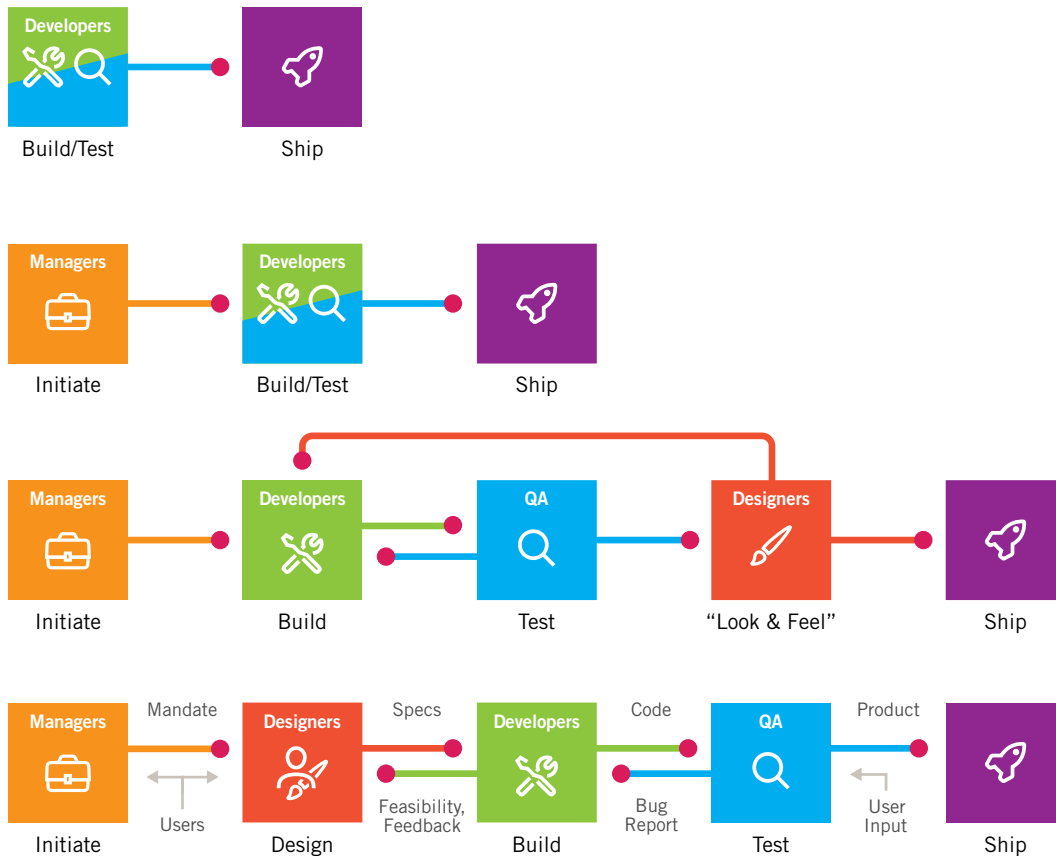 Developers
Build/Test
Ship
Managers
Developers
Initiate
Build/Test
Ship
Managers
Developers
QA
Designers
Initiate
Build
Test
“Look & Feel”
Ship
Managers
Mandate
Designers
Specs
Developers
Code
QA
Product
Users
Feasibility,
Feedback
Bug
Report
User
Input
Initiate
Design
Build
Test
Ship